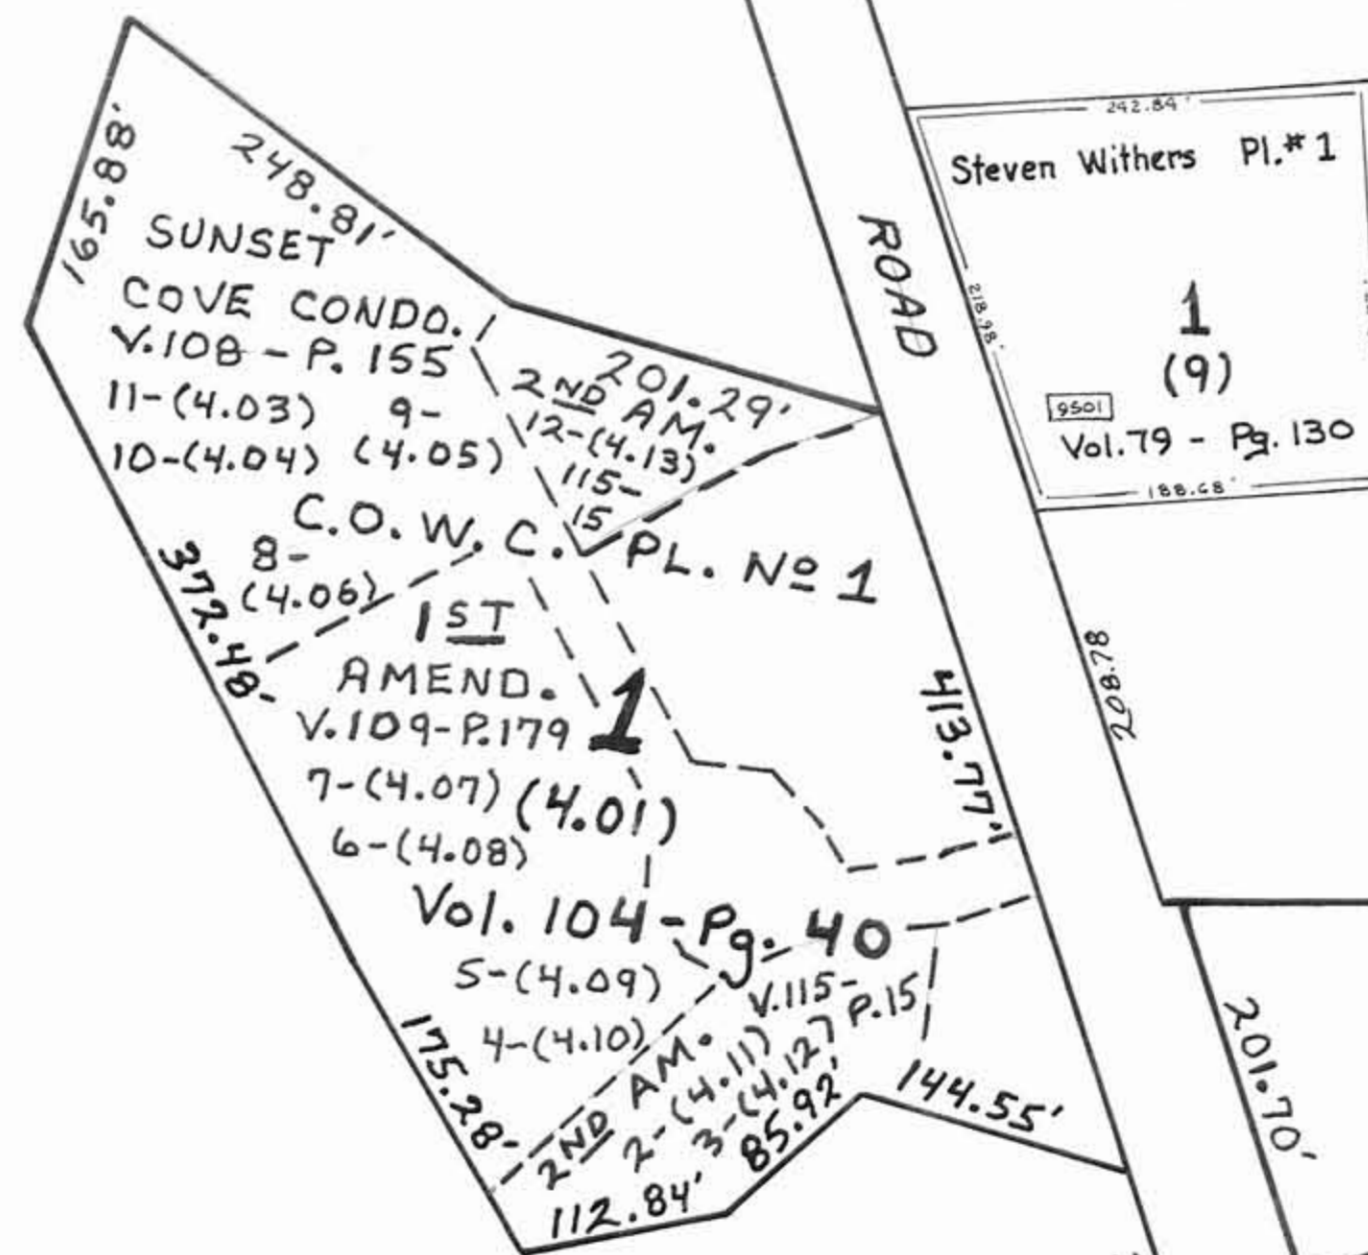 165.88'
248.81'
SUNSET
COVE CONDO.
V.108 - P. 155
11-(4.03) 9-
10-(4.04) (4.05)
C.O.W.C. PL. Nº 1
8-
(4.06)
372.48'
201.29'
2ND AM.
12-(4.13)
115-
15
1ST
AMEND.
V.109-P.179
1
7-(4.07) (4.01)
6-(4.08)
Vol. 104-Pg. 40
5-(4.09)
4-(4.10)
175.28'
2ND AM. V.115-P.15
2-(4.11)
3-(4.12)
112.84'
85.92'
144.55'
413.77'
ROAD
242.84'
Steven Withers Pl.#1
218.98'
1
(9)
9501
Vol.79 - Pg. 130
188.68'
208.78
201.70'